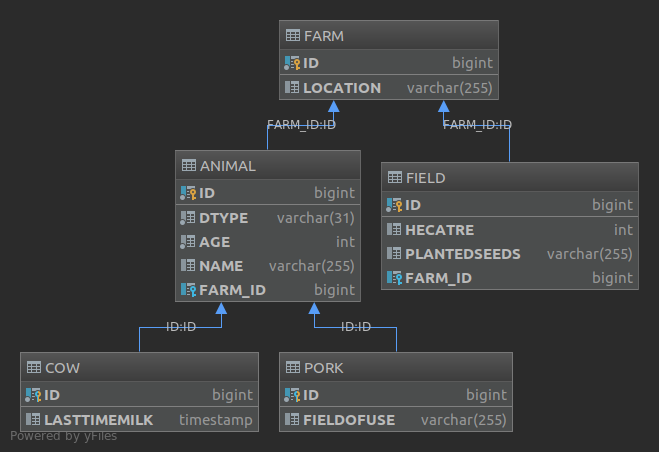 FARM
ID bigint
LOCATION varchar(255)
FARM_ID:ID
FARM_ID:ID
ANIMAL
ID bigint
DTYPE varchar(31)
AGE int
NAME varchar(255)
FARM_ID bigint
FIELD
ID bigint
HECATRE int
PLANTEDSEEDS varchar(255)
FARM_ID bigint
ID:ID
ID:ID
COW
ID bigint
LASTTIMEMILK timestamp
PORK
ID bigint
FIELDOFUSE varchar(255)
Powered by yFiles